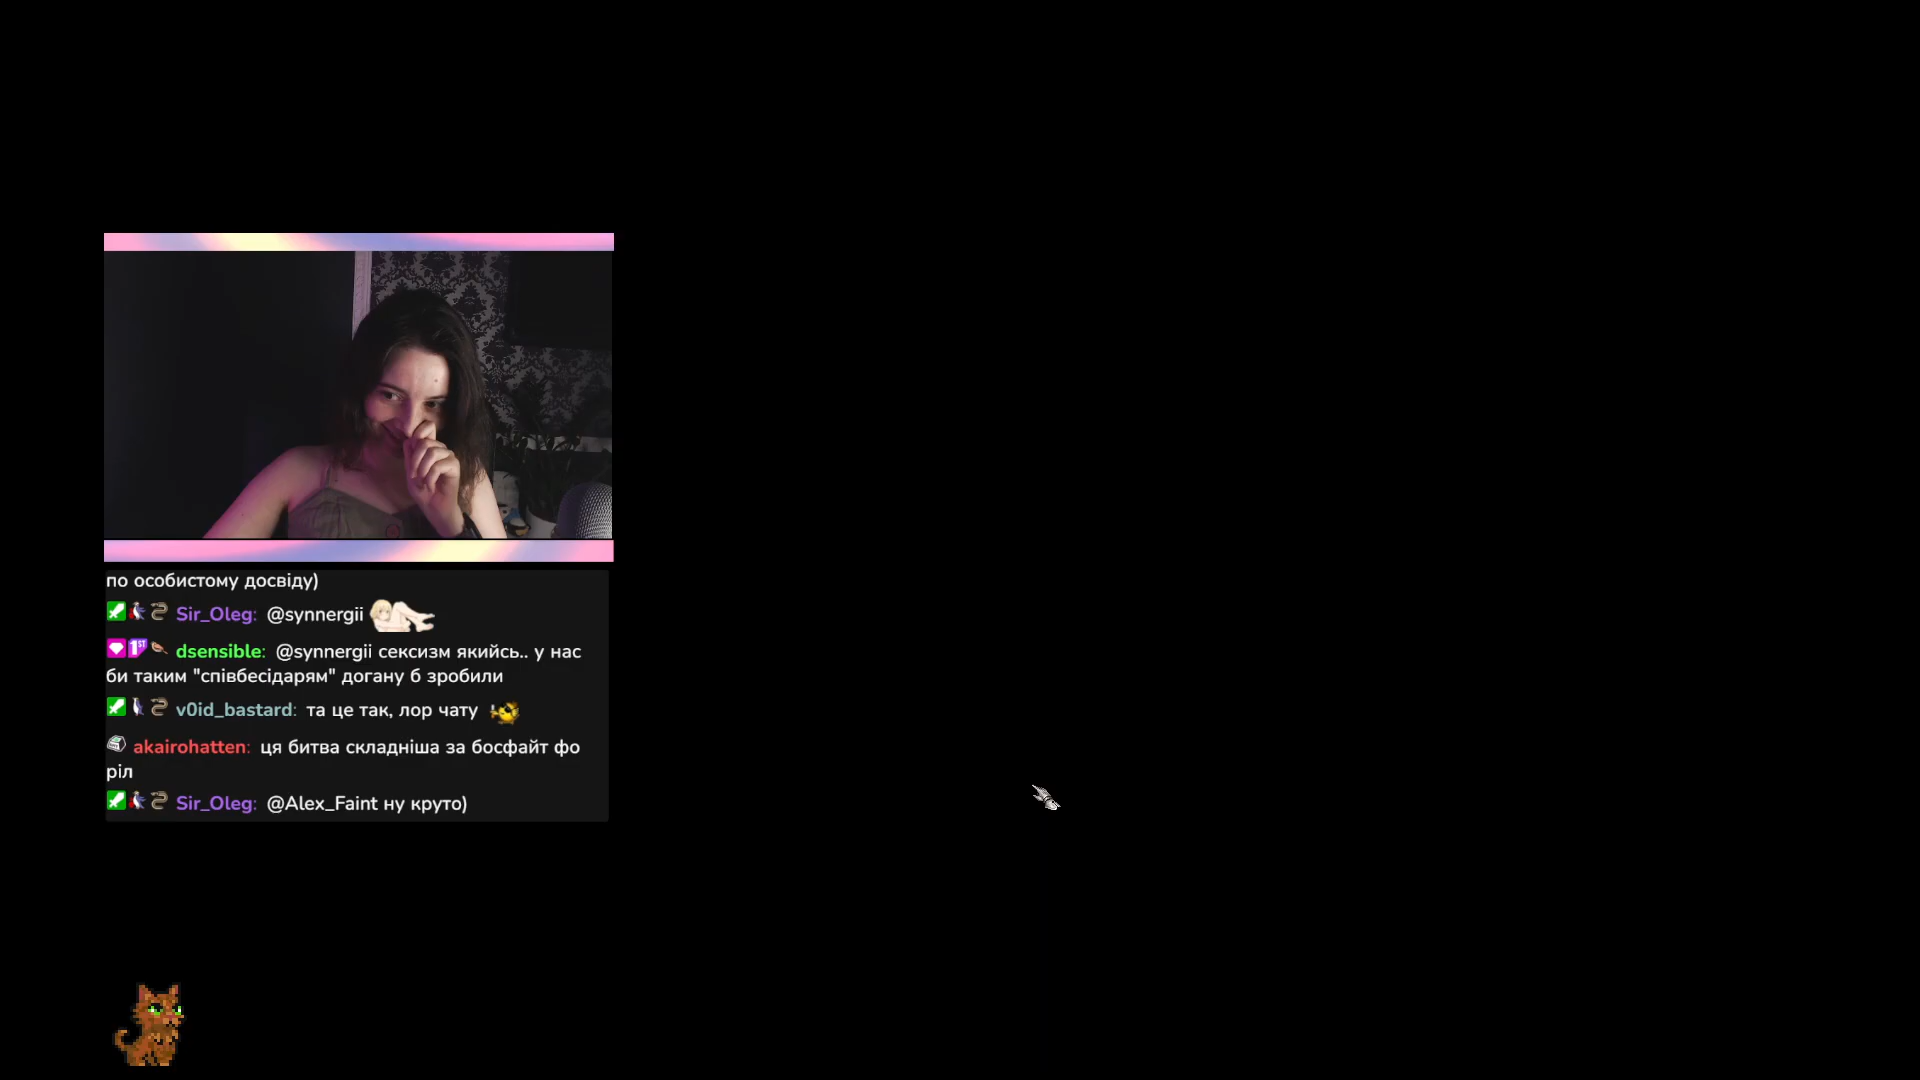 по особистому досвіду)
Sir_Oleg: @synnergii
1ST dsensible: @synnergii сексизм якийсь.. у нас
би таким "співбесідарям" догану б зробили
v0id_bastard: та це так, лор чату
akairohatten: ця битва складніша за босфайт фо
ріл
Sir_Oleg: @Alex_Faint ну круто)